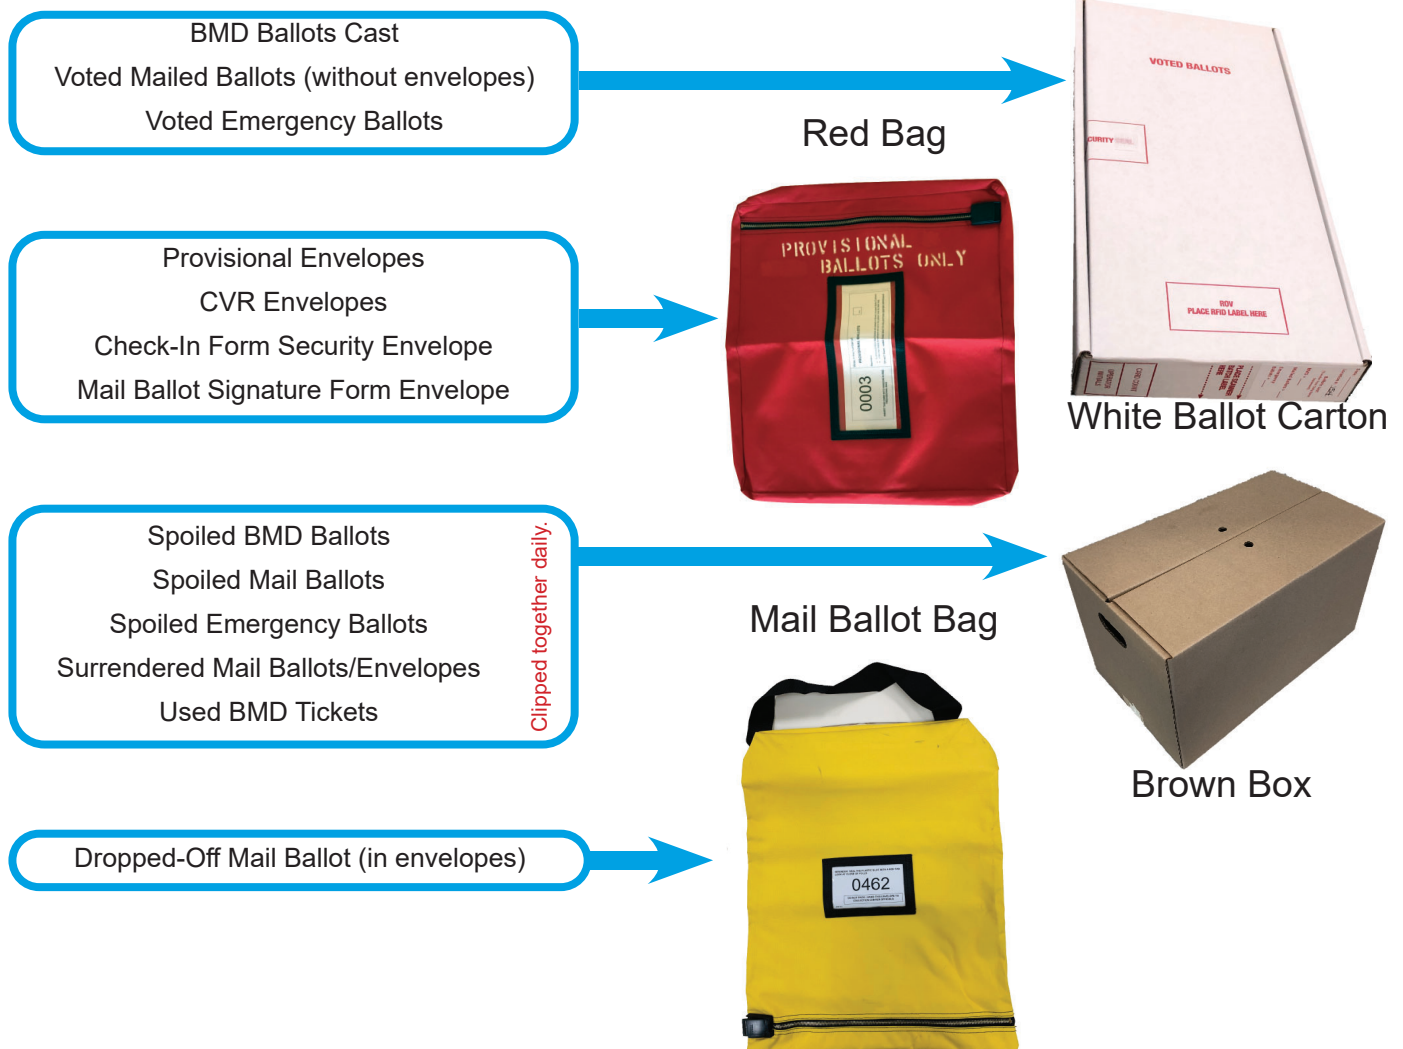 BMD Ballots Cast
Voted Mailed Ballots (without envelopes)
Voted Emergency Ballots
VOTED BALLOTS
Red Bag
CURITY
PROVISIONAL
BALLOTS ONLY
Provisional Envelopes
CVR Envelopes
Check-In Form Security Envelope
Mail Ballot Signature Form Envelope
0003
ROV
PLACE RFID LABEL HERE
White Ballot Carton
Spoiled BMD Ballots
Spoiled Mail Ballots
Spoiled Emergency Ballots
Surrendered Mail Ballots/Envelopes
Used BMD Tickets
Clipped together daily.
Mail Ballot Bag
Brown Box
Dropped-Off Mail Ballot (in envelopes)
0462